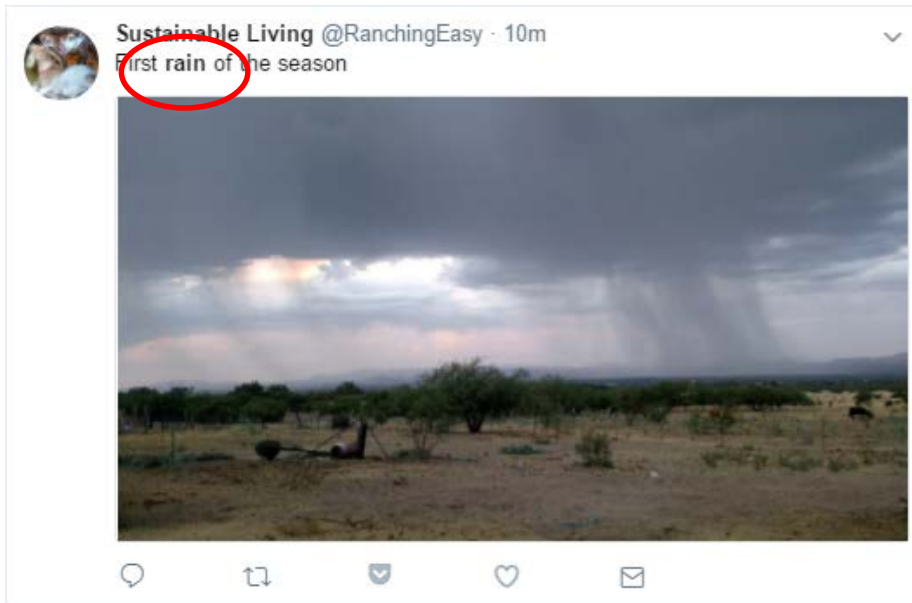 Sustainable Living @RanchingEasy · 10m
First rain of the season